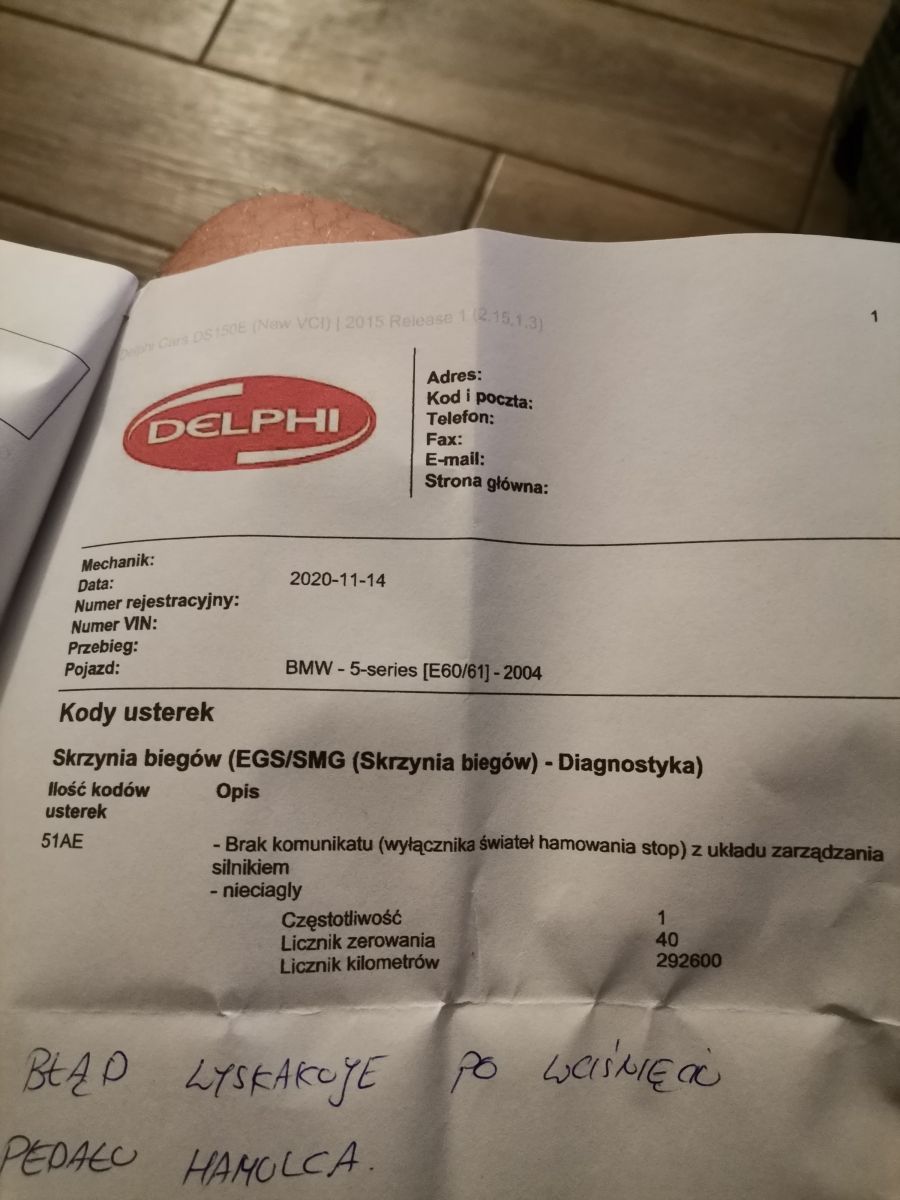 Delphi Cars DS150E (New VCI) | 2015 Release 1 (2.15.1.3)
1
DELPHI
Adres:
Kod i poczta:
Telefon:
Fax:
E-mail:
Strona główna:
Mechanik:
Data: 2020-11-14
Numer rejestracyjny:
Numer VIN:
Przebieg:
Pojazd: BMW - 5-series [E60/61] - 2004
Kody usterek
Skrzynia biegów (EGS/SMG (Skrzynia biegów) - Diagnostyka)
Ilość kodów usterek Opis
51AE - Brak komunikatu (wyłącznika świateł hamowania stop) z układu zarządzania
silnikiem
- nieciagly
Częstotliwość 1
Licznik zerowania 40
Licznik kilometrów 292600
BŁĄD WYSKAKUJE PO WCIŚNIĘCIU
PEDAŁU HAMULCA.